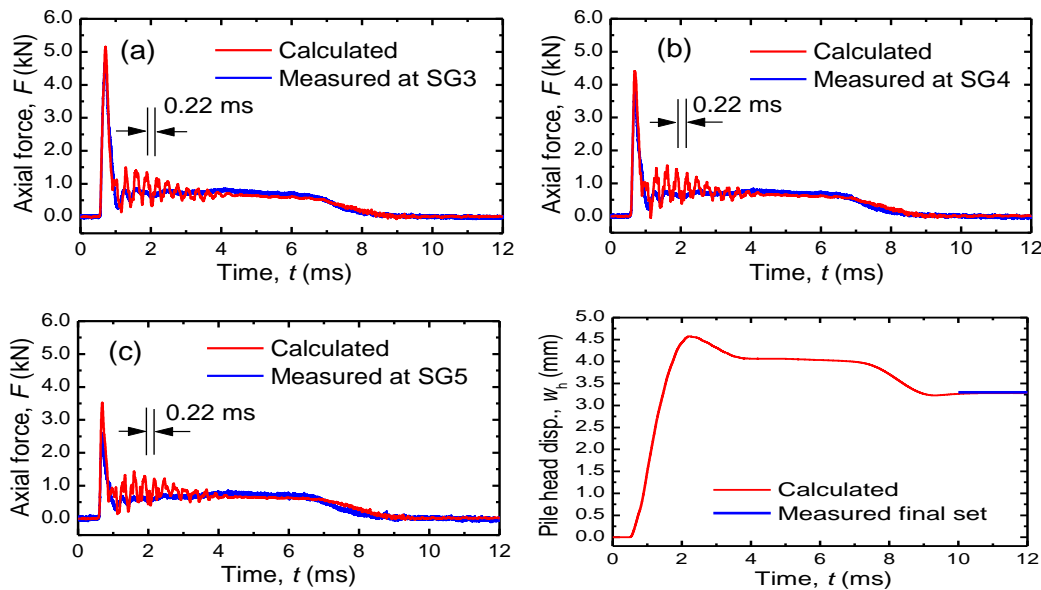 (a)
Calculated
Measured at SG3
0.22 ms
Axial force, F (kN)
6.0
5.0
4.0
3.0
2.0
1.0
0.0
0 2 4 6 8 10 12
Time, t (ms)
(b)
Calculated
Measured at SG4
0.22 ms
Axial force, F (kN)
6.0
5.0
4.0
3.0
2.0
1.0
0.0
0 2 4 6 8 10 12
Time, t (ms)
(c)
Calculated
Measured at SG5
0.22 ms
Axial force, F (kN)
6.0
5.0
4.0
3.0
2.0
1.0
0.0
0 2 4 6 8 10 12
Time, t (ms)
Pile head disp., wh (mm)
5.0
4.5
4.0
3.5
3.0
2.5
2.0
1.5
1.0
0.5
0.0
Calculated
Measured final set
0 2 4 6 8 10 12
Time, t (ms)